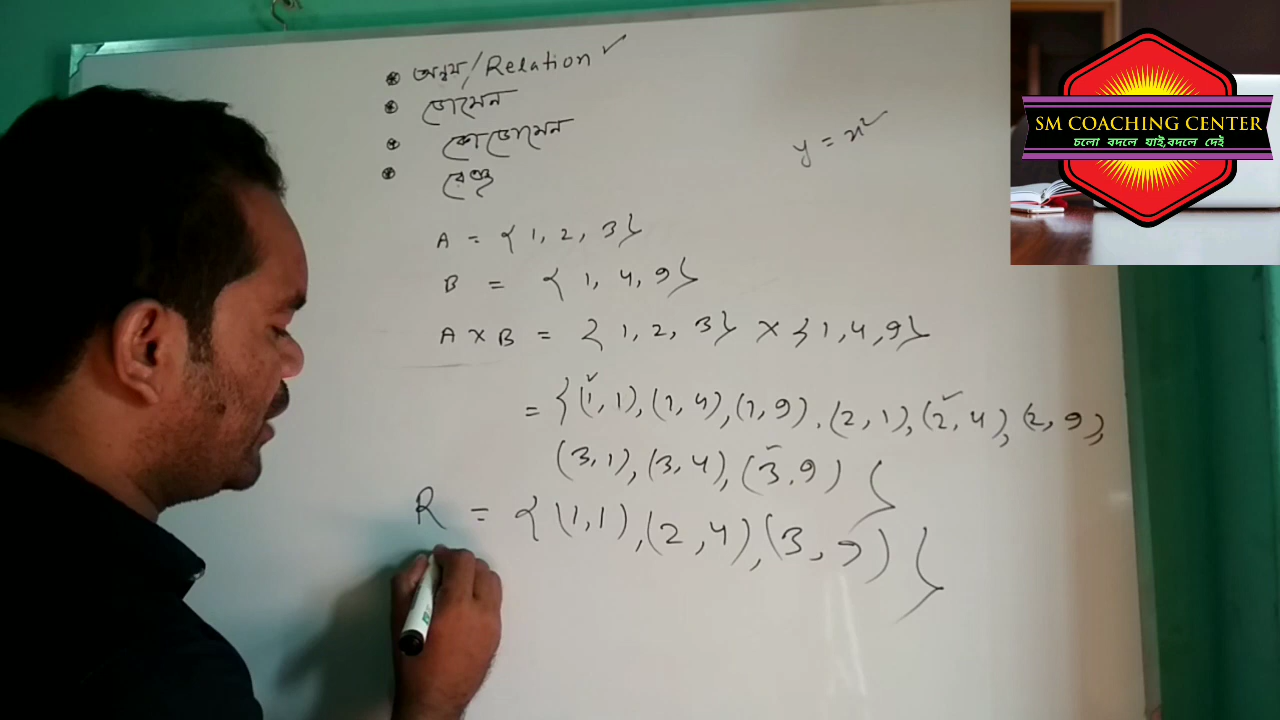 অন্বয়/Relation ✓
ডোমেন
কোডোমেন
রেঞ্জ
y = x²
A = {1, 2, 3}
B = {1, 4, 9}
A × B = {1, 2, 3} × {1, 4, 9}
= {(1, 1), (1, 4), (1, 9), (2, 1), (2, 4), (2, 9),
(3, 1), (3, 4), (3, 9)}
R = {(1, 1), (2, 4), (3, 9)}
SM COACHING CENTER
চলো বদলে যাই,বদলে দেই